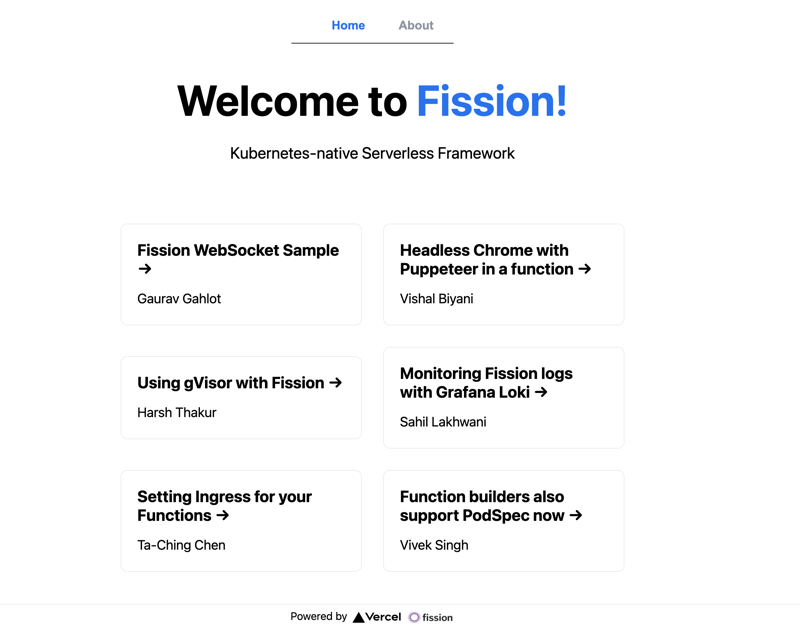 Home About
Welcome to Fission!
Kubernetes-native Serverless Framework
Fission WebSocket Sample
→
Gaurav Gahlot
Headless Chrome with
Puppeteer in a function →
Vishal Biyani
Using gVisor with Fission →
Harsh Thakur
Monitoring Fission logs
with Grafana Loki →
Sahil Lakhwani
Setting Ingress for your
Functions →
Ta-Ching Chen
Function builders also
support PodSpec now →
Vivek Singh
Powered by Vercel fission